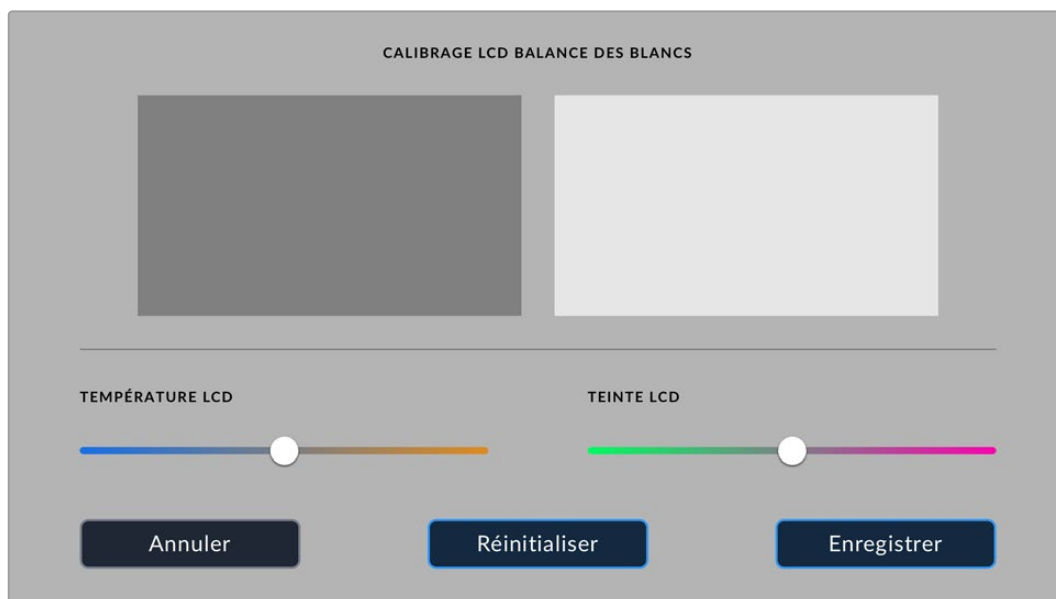 CALIBRAGE LCD BALANCE DES BLANCS
TEMPÉRATURE LCD
TEINTE LCD
Annuler
Réinitialiser
Enregistrer